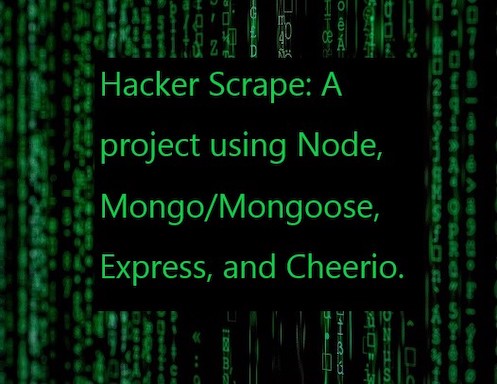 Hacker Scrape: A
project using Node,
Mongo/Mongoose,
Express, and Cheerio.